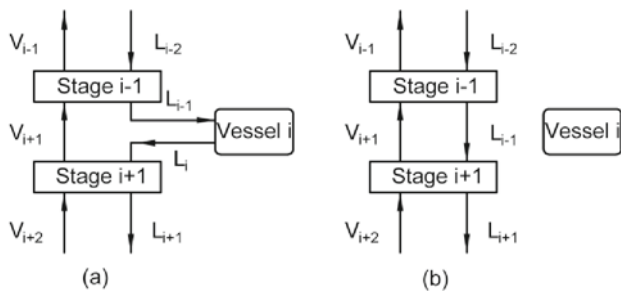 V_{i-1} L_{i-2}
Stage i-1
L_{i-1}
Vessel i
V_{i+1}
L_i
Stage i+1
V_{i+2} L_{i+1}
(a)
V_{i-1} L_{i-2}
Stage i-1
V_{i+1} L_{i-1}
Vessel i
Stage i+1
V_{i+2} L_{i+1}
(b)